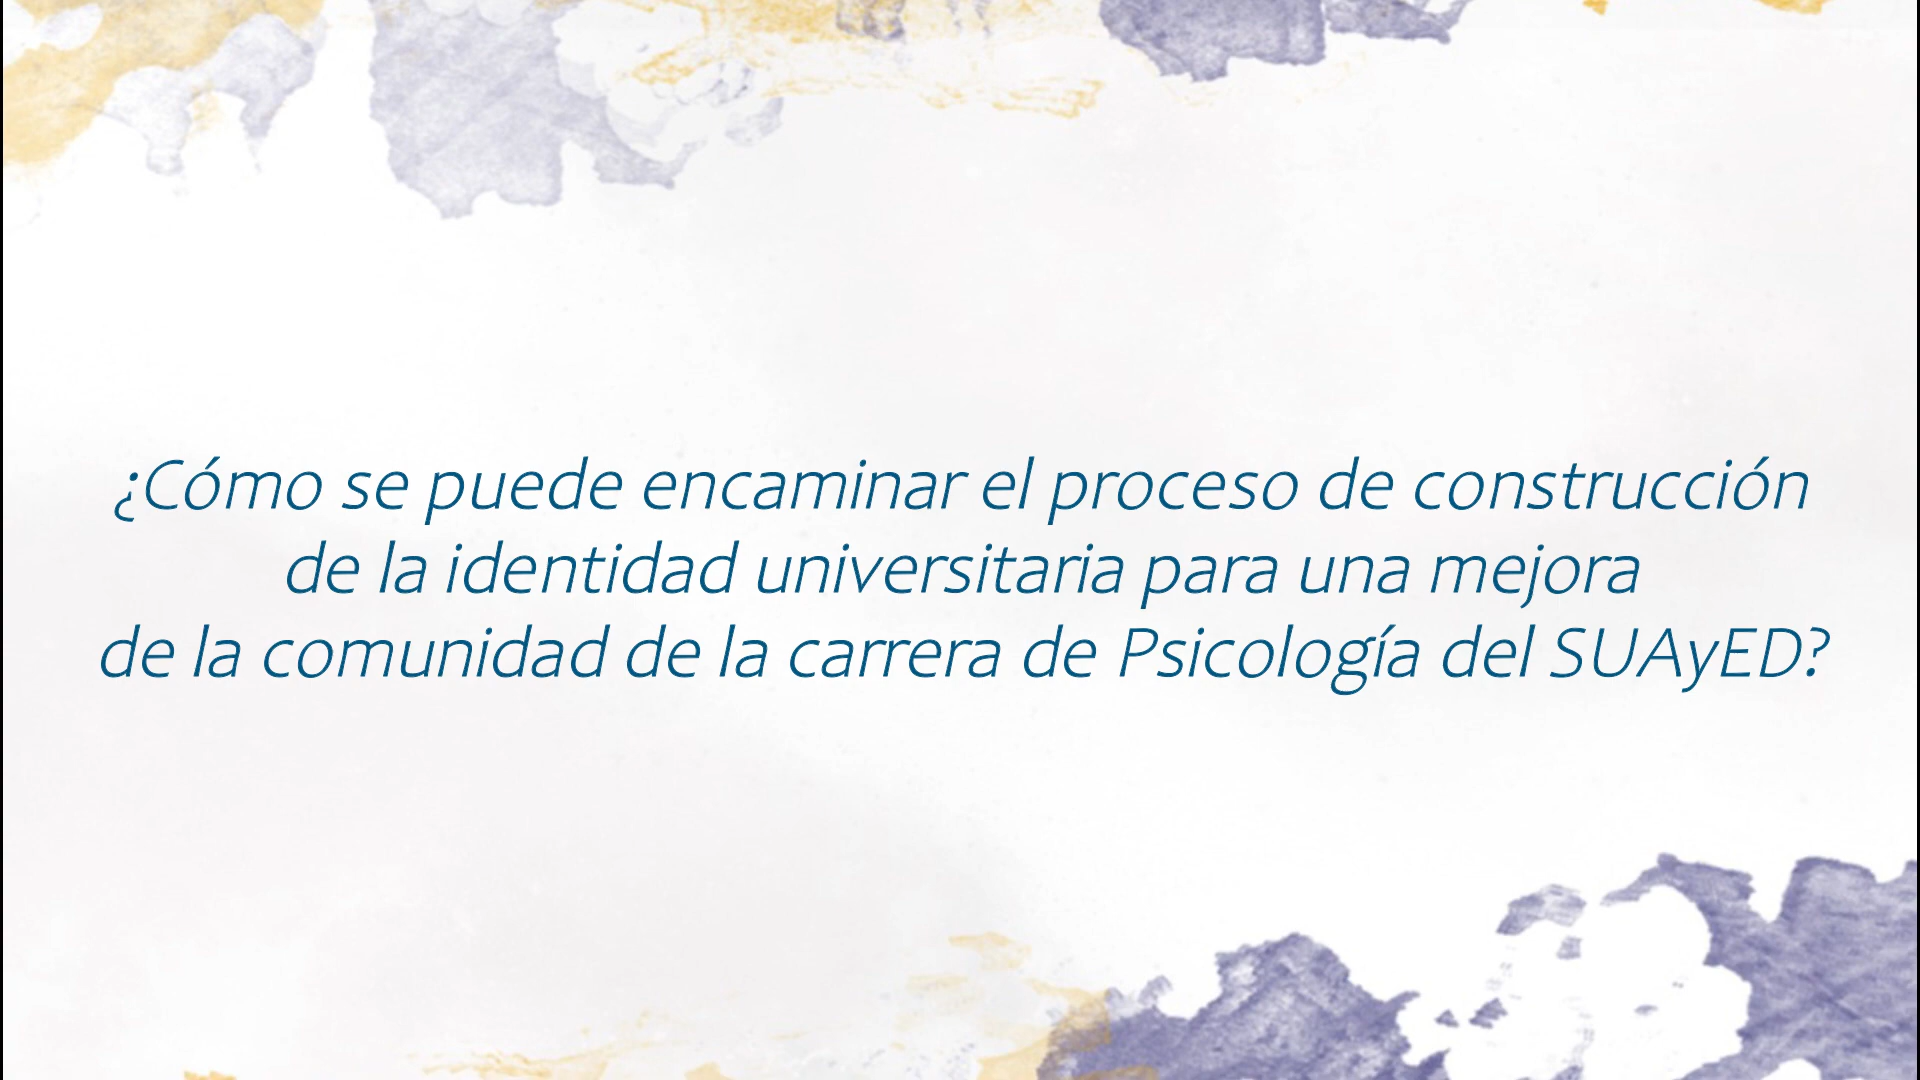 ¿Cómo se puede encaminar el proceso de construcción
de la identidad universitaria para una mejora
de la comunidad de la carrera de Psicología del SUAyED?